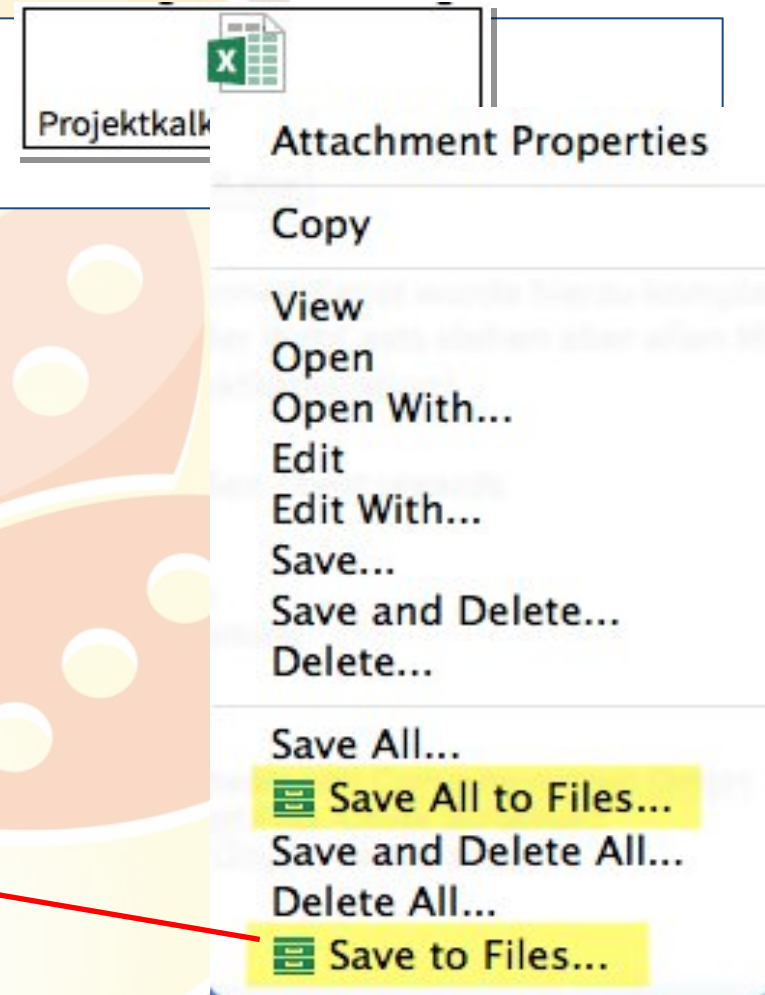 X
Projektkalk
Attachment Properties
Copy
View
Open
Open With...
Edit
Edit With...
Save...
Save and Delete...
Delete...
Save All...
Save All to Files...
Save and Delete All...
Delete All...
Save to Files...